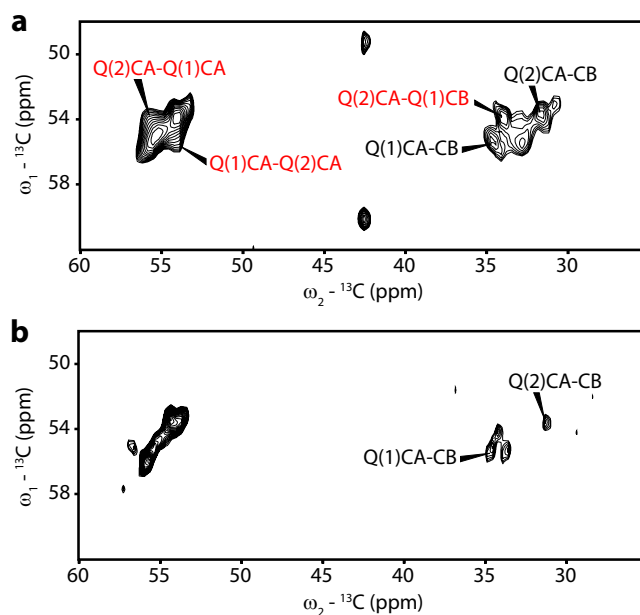 a
50
54
58
ω₁ - ¹³C (ppm)
Q(2)CA-Q(1)CA
Q(1)CA-Q(2)CA
Q(2)CA-CB
Q(2)CA-Q(1)CB
Q(1)CA-CB
60 55 50 45 40 35 30
ω₂ - ¹³C (ppm)
b
50
54
58
ω₁ - ¹³C (ppm)
Q(2)CA-CB
Q(1)CA-CB
60 55 50 45 40 35 30
ω₂ - ¹³C (ppm)